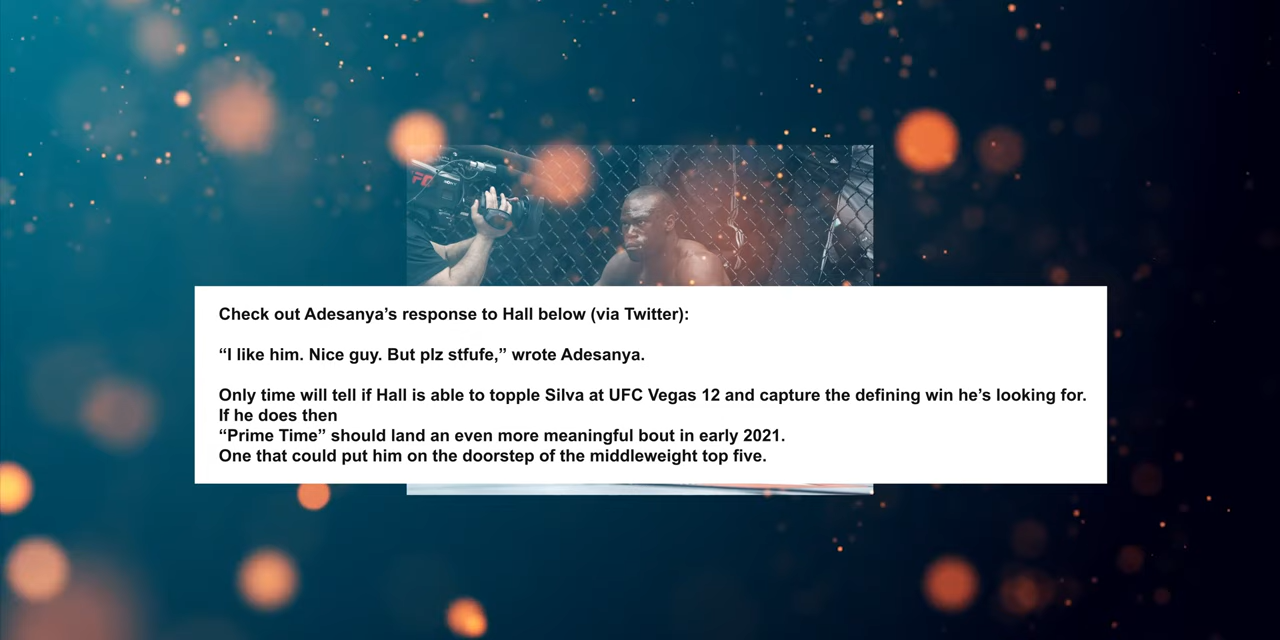 UFC
Check out Adesanya’s response to Hall below (via Twitter):
“I like him. Nice guy. But plz stfufe,” wrote Adesanya.
Only time will tell if Hall is able to topple Silva at UFC Vegas 12 and capture the defining win he’s looking for.
If he does then
“Prime Time” should land an even more meaningful bout in early 2021.
One that could put him on the doorstep of the middleweight top five.